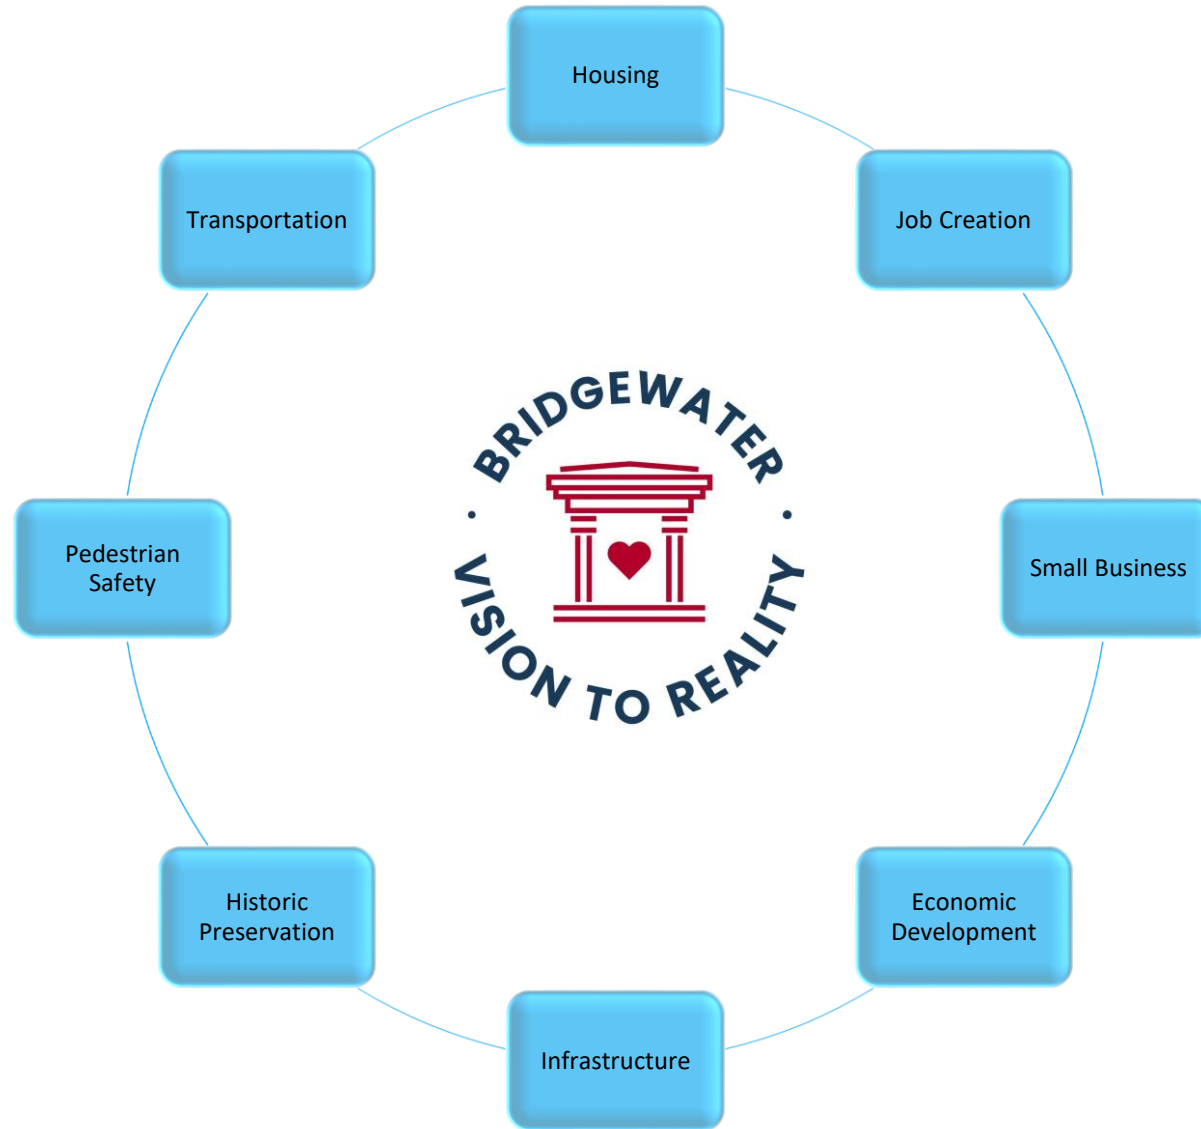 Housing
Transportation
Job Creation
BRIDGEWATER
Pedestrian
Safety
Small Business
VISION TO REALITY
Historic
Preservation
Economic
Development
Infrastructure